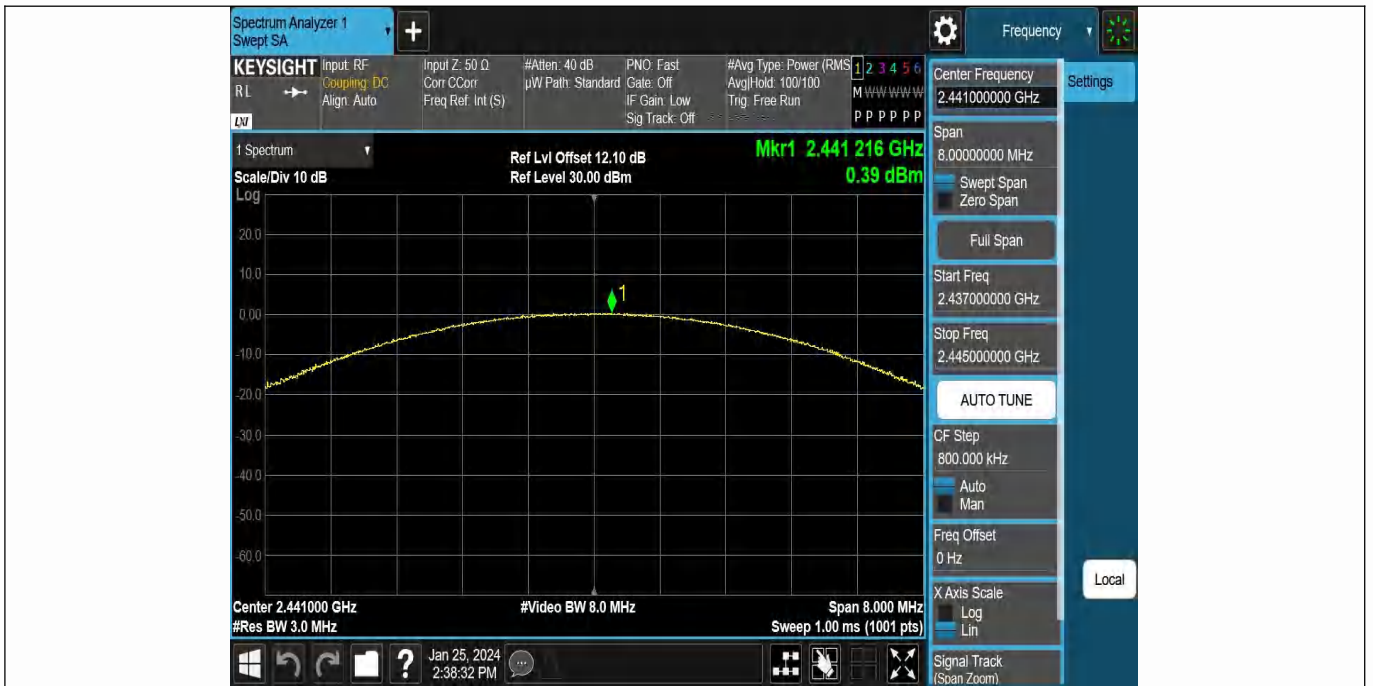 Spectrum Analyzer 1
Swept SA
+
Frequency
KEYSIGHT
RL
LXI
Input: RF
Coupling: DC
Align: Auto
Input Z: 50 Ω
Corr CCorr
Freq Ref: Int (S)
#Atten: 40 dB
µW Path: Standard
PNO: Fast
Gate: Off
IF Gain: Low
Sig Track: Off
#Avg Type: Power (RMS
Avg|Hold: 100/100
Trig: Free Run
1 2 3 4 5 6
M W W W W W
P P P P P P
Center Frequency
2.441000000 GHz
Settings
Span
8.00000000 MHz
Swept Span
Zero Span
Full Span
Start Freq
2.437000000 GHz
Stop Freq
2.445000000 GHz
AUTO TUNE
CF Step
800.000 kHz
Auto
Man
Freq Offset
0 Hz
X Axis Scale
Log
Lin
Signal Track
(Span Zoom)
Local
1 Spectrum
Scale/Div 10 dB
Ref Lvl Offset 12.10 dB
Ref Level 30.00 dBm
Mkr1 2.441 216 GHz
0.39 dBm
Log
20.0
10.0
0.00
-10.0
-20.0
-30.0
-40.0
-50.0
-60.0
1
Center 2.441000 GHz
#Video BW 8.0 MHz
Span 8.000 MHz
#Res BW 3.0 MHz
Sweep 1.00 ms (1001 pts)
?
Jan 25, 2024
2:38:32 PM